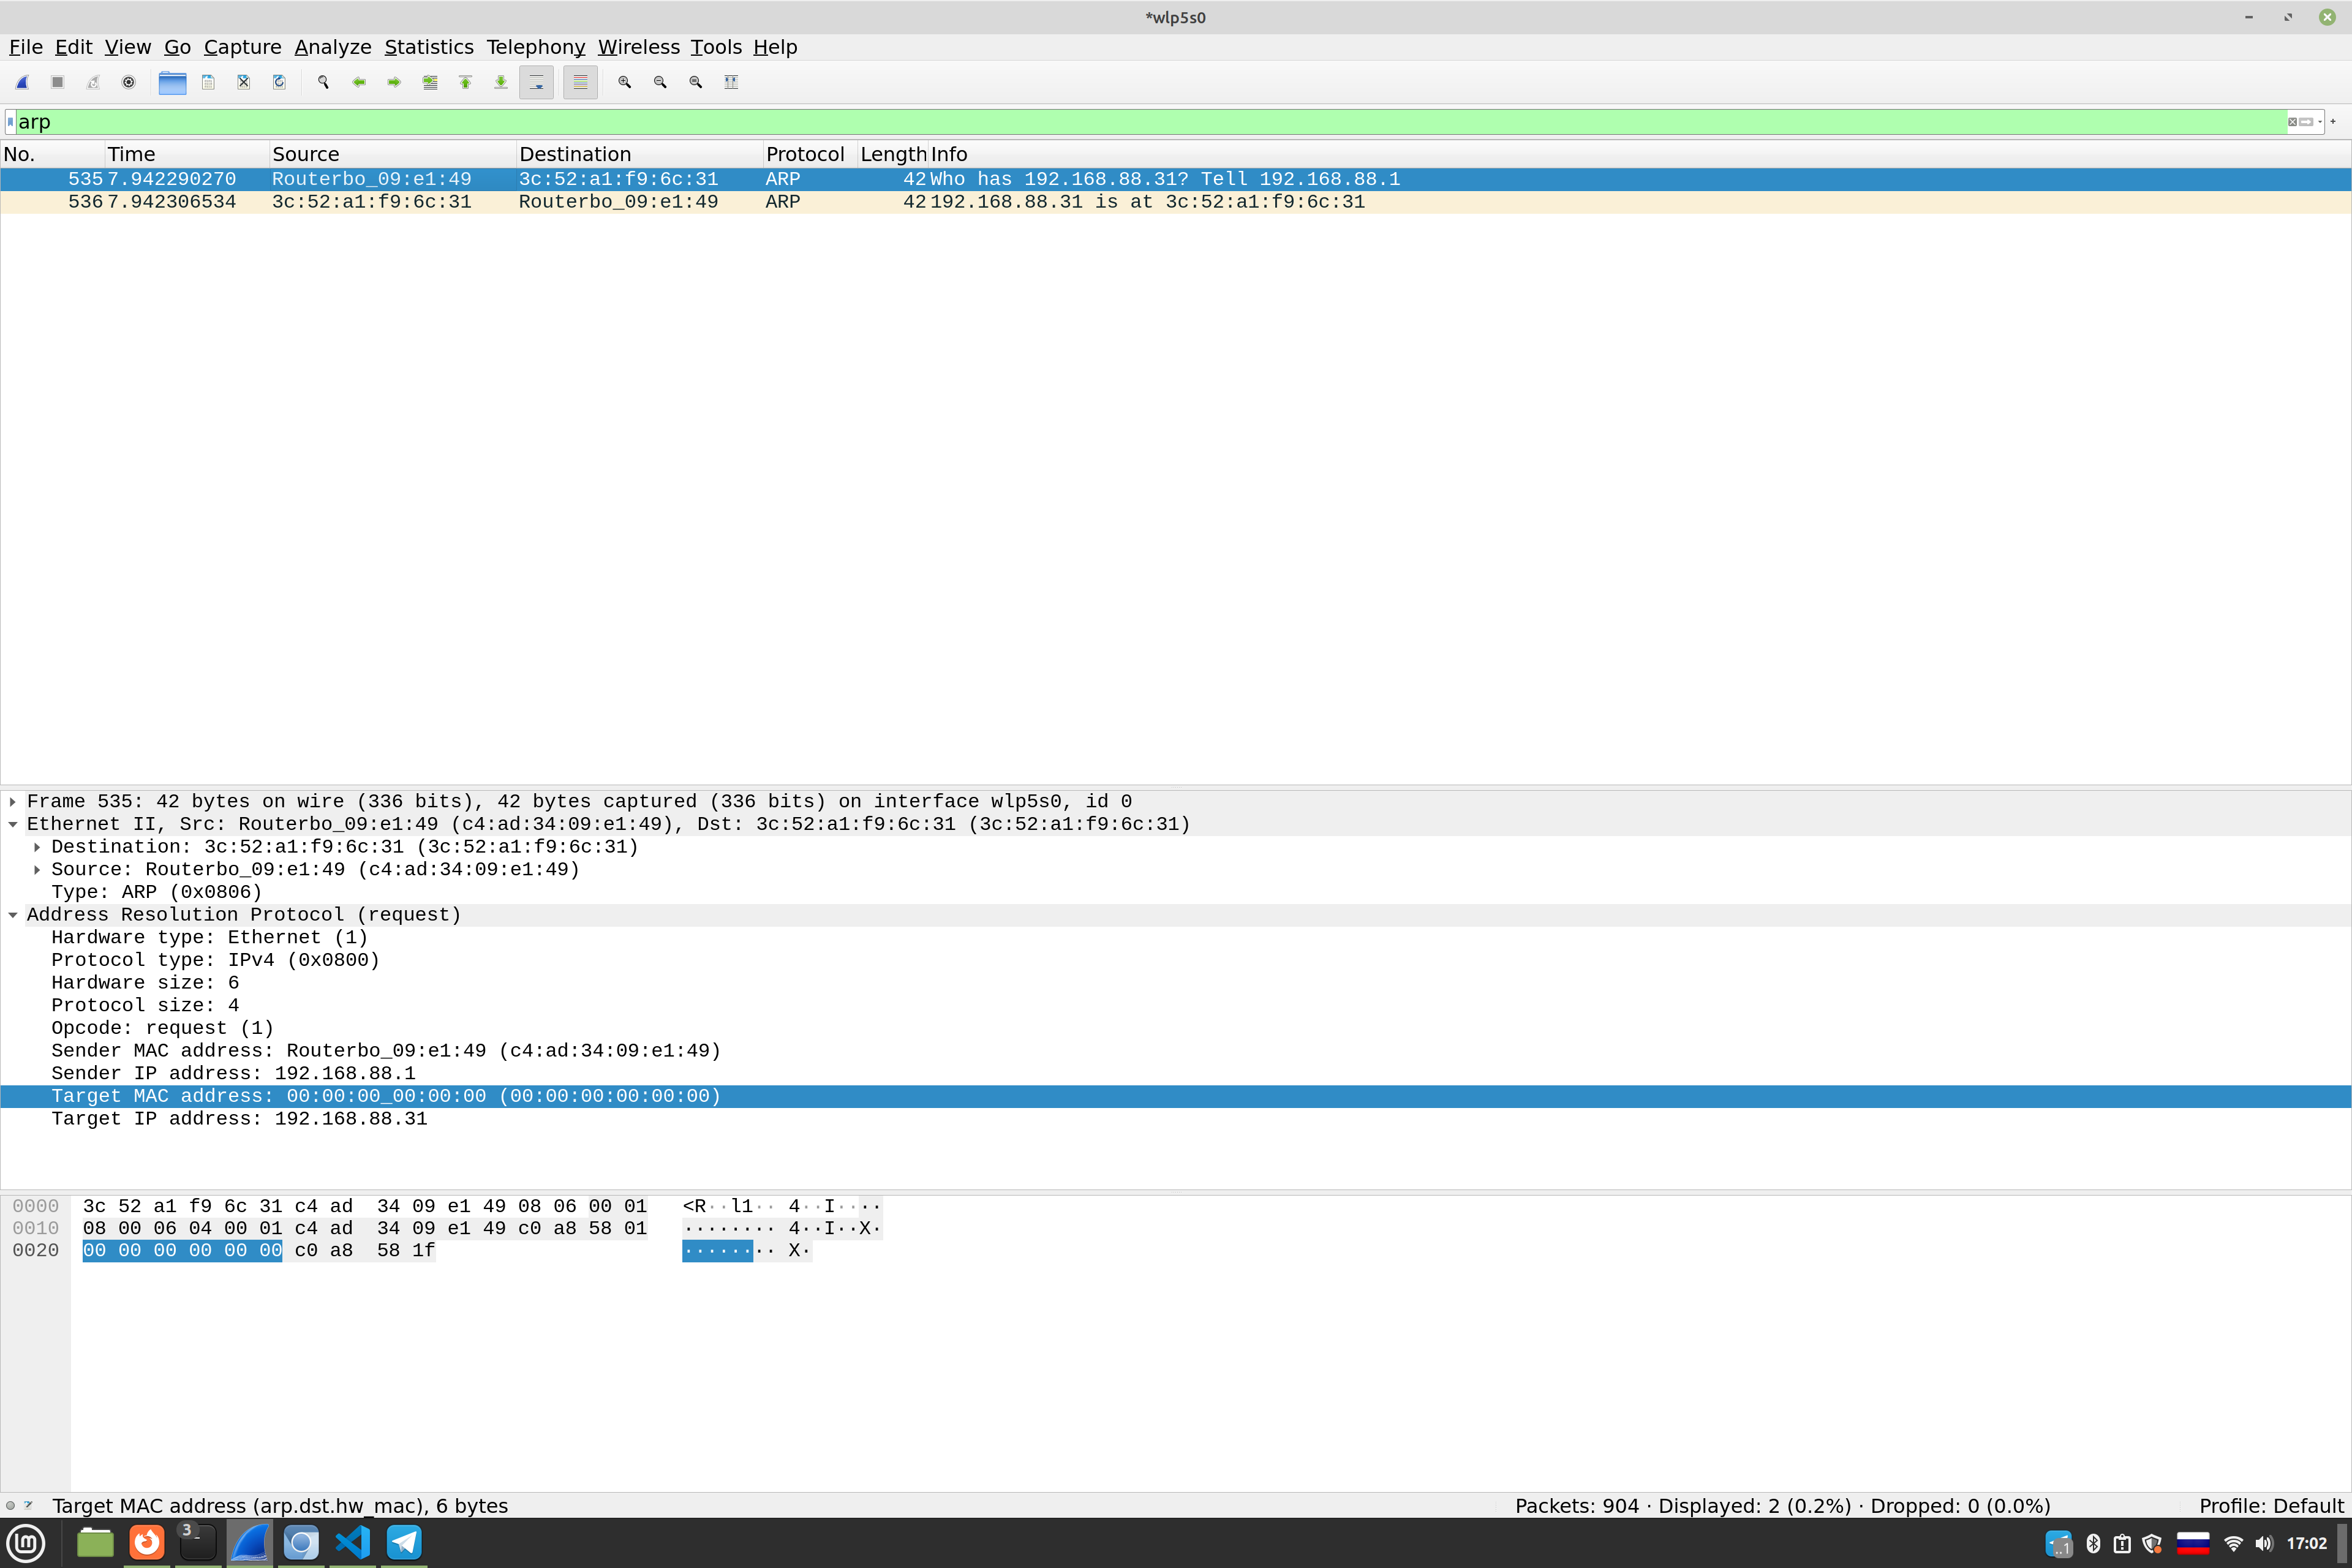 *wlp5s0
File Edit View Go Capture Analyze Statistics Telephony Wireless Tools Help
arp
No. Time Source Destination Protocol Length Info
535 7.942290270 Routerbo_09:e1:49 3c:52:a1:f9:6c:31 ARP 42 Who has 192.168.88.31? Tell 192.168.88.1
536 7.942306534 3c:52:a1:f9:6c:31 Routerbo_09:e1:49 ARP 42 192.168.88.31 is at 3c:52:a1:f9:6c:31
Frame 535: 42 bytes on wire (336 bits), 42 bytes captured (336 bits) on interface wlp5s0, id 0
Ethernet II, Src: Routerbo_09:e1:49 (c4:ad:34:09:e1:49), Dst: 3c:52:a1:f9:6c:31 (3c:52:a1:f9:6c:31)
Destination: 3c:52:a1:f9:6c:31 (3c:52:a1:f9:6c:31)
Source: Routerbo_09:e1:49 (c4:ad:34:09:e1:49)
Type: ARP (0x0806)
Address Resolution Protocol (request)
Hardware type: Ethernet (1)
Protocol type: IPv4 (0x0800)
Hardware size: 6
Protocol size: 4
Opcode: request (1)
Sender MAC address: Routerbo_09:e1:49 (c4:ad:34:09:e1:49)
Sender IP address: 192.168.88.1
Target MAC address: 00:00:00_00:00:00 (00:00:00:00:00:00)
Target IP address: 192.168.88.31
0000 3c 52 a1 f9 6c 31 c4 ad 34 09 e1 49 08 06 00 01 <R··l1·· 4··I····
0010 08 00 06 04 00 01 c4 ad 34 09 e1 49 c0 a8 58 01 ········ 4··I··X·
0020 00 00 00 00 00 00 c0 a8 58 1f ········ X·
Target MAC address (arp.dst.hw_mac), 6 bytes Packets: 904 · Displayed: 2 (0.2%) · Dropped: 0 (0.0%) Profile: Default
3 ..1 17:02